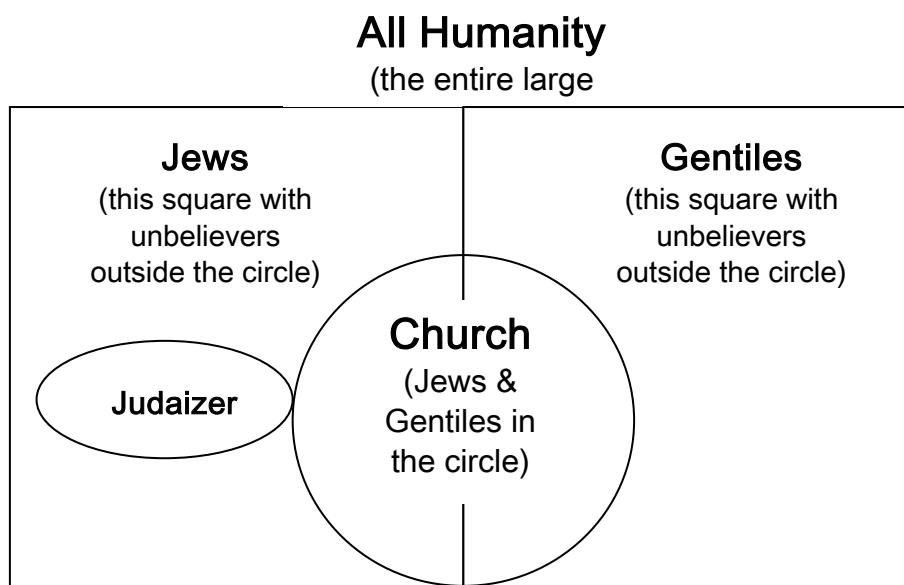 All Humanity
(the entire large
Jews
(this square with
unbelievers
outside the circle)
Gentiles
(this square with
unbelievers
outside the circle)
Church
(Jews &
Gentiles in
the circle)
Judaizer